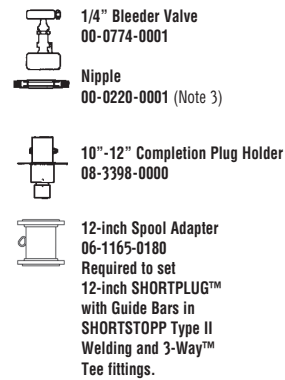 1/4” Bleeder Valve
00-0774-0001
Nipple
00-0220-0001 (Note 3)
10”-12” Completion Plug Holder
08-3398-0000
12-inch Spool Adapter
06-1165-0180
Required to set
12-inch SHORTPLUG™
with Guide Bars in
SHORTSTOPP Type II
Welding and 3-Way™
Tee fittings.